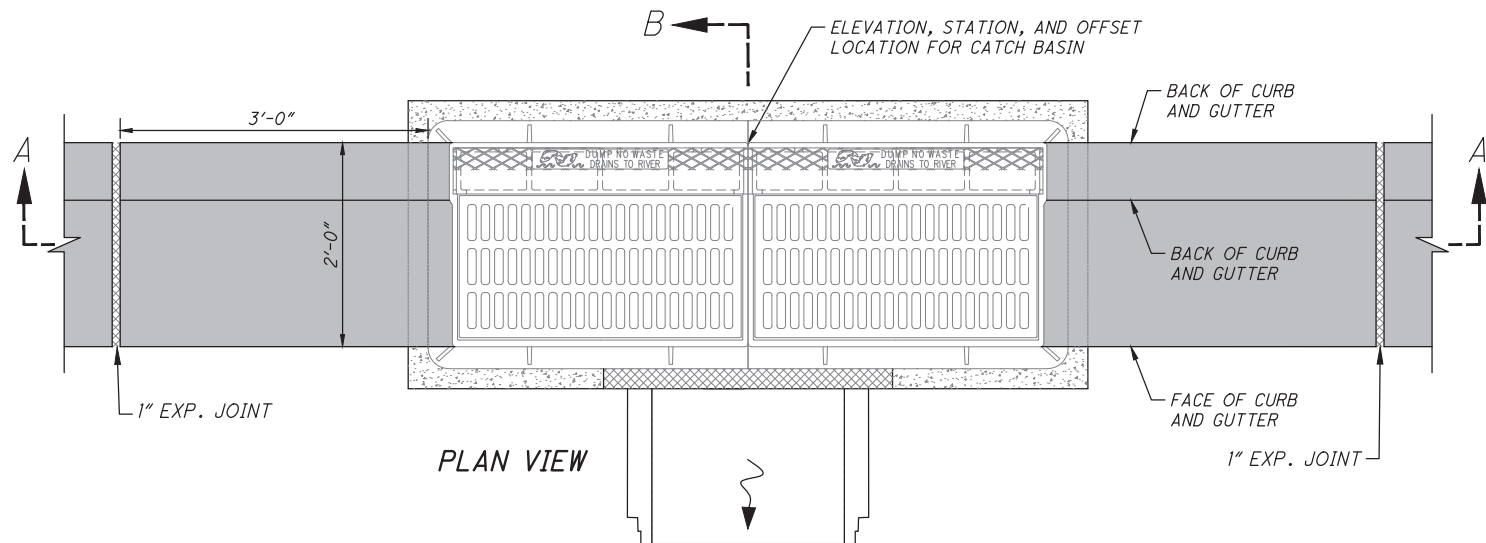 B
ELEVATION, STATION, AND OFFSET
LOCATION FOR CATCH BASIN
BACK OF CURB
AND GUTTER
3'-0"
A
A
DUMP NO WASTE
DRAINS TO RIVER
DUMP NO WASTE
DRAINS TO RIVER
2'-0"
BACK OF CURB
AND GUTTER
1" EXP. JOINT
FACE OF CURB
AND GUTTER
PLAN VIEW
1" EXP. JOINT